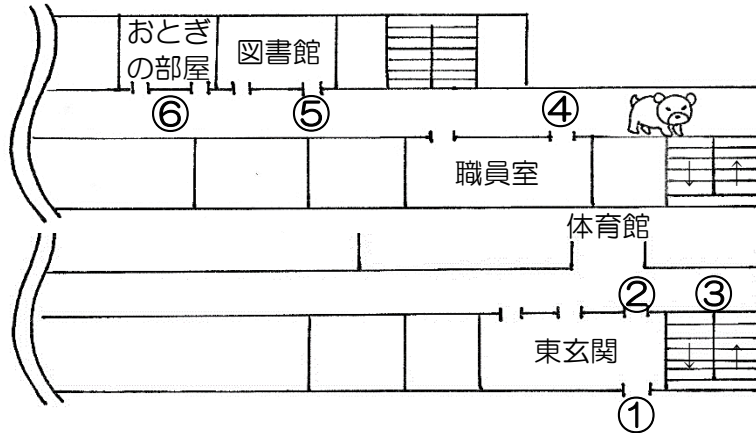 おとぎ
の部屋
図書館
⑥
⑤
④
職員室
↓ ↑
体育館
②
③
東玄関
↓ ↑
①